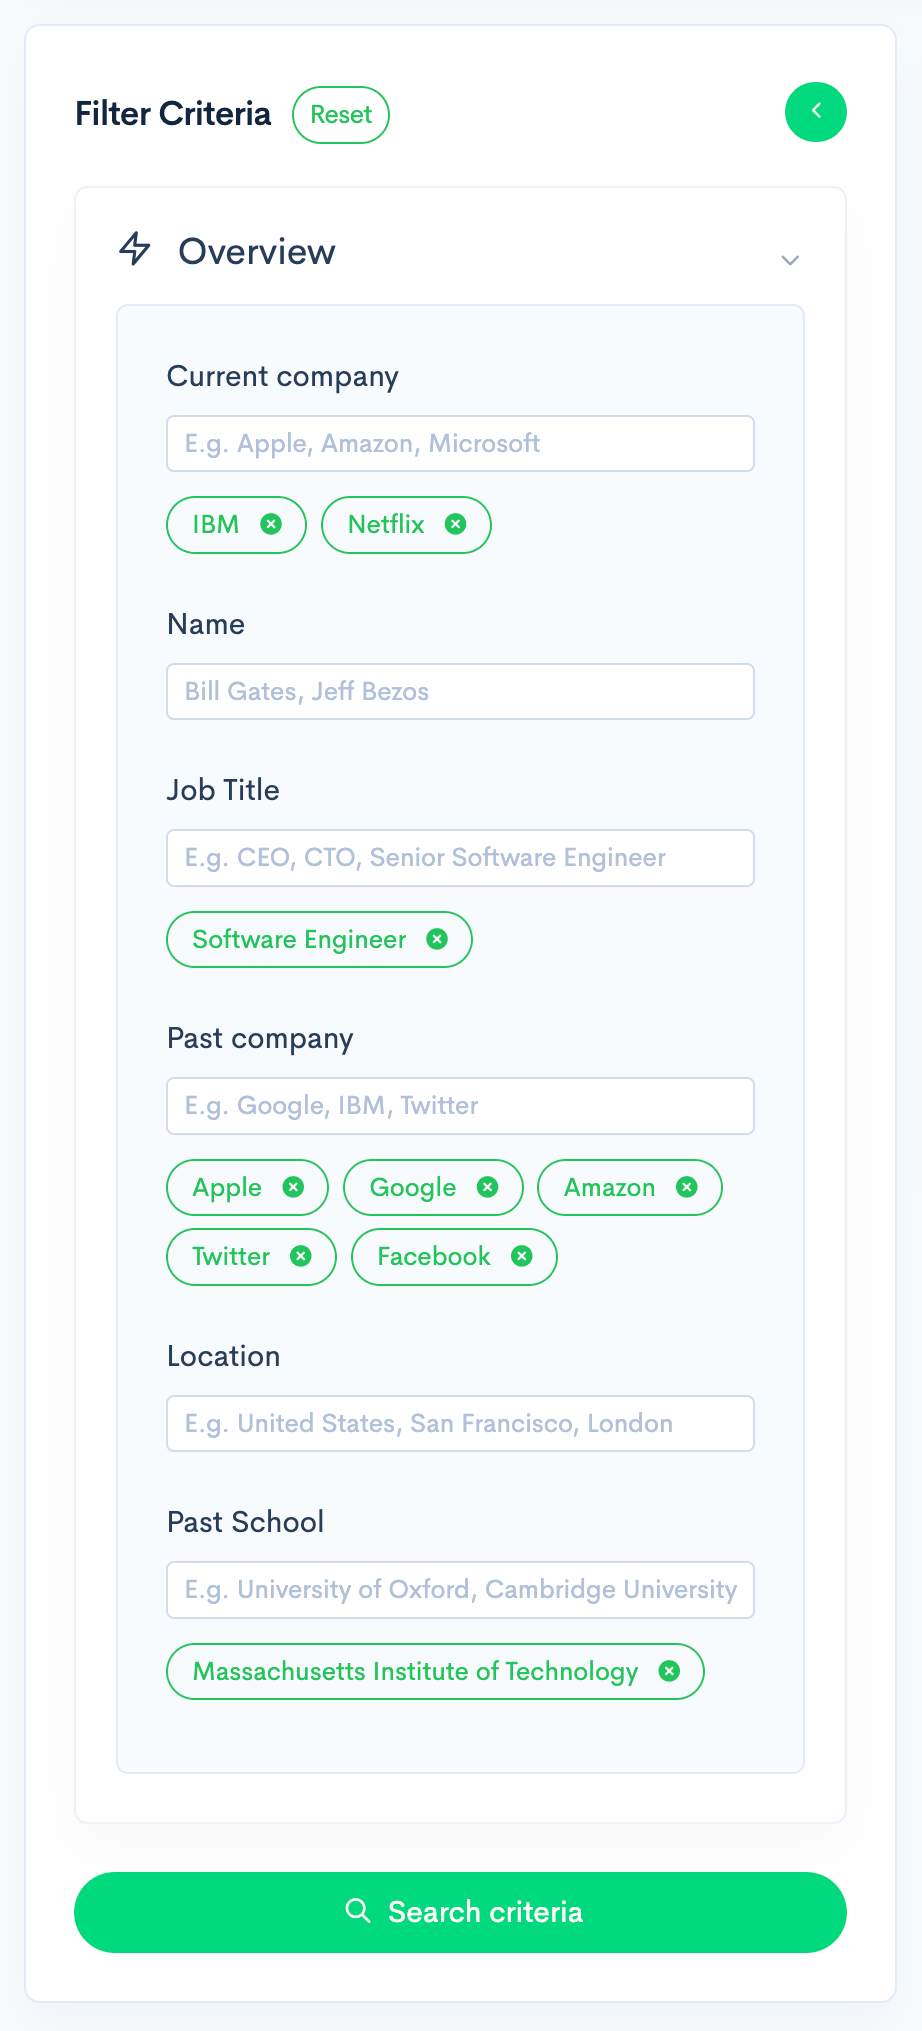 Filter Criteria Reset
Overview
Current company
E.g. Apple, Amazon, Microsoft
IBM Netflix
Name
Bill Gates, Jeff Bezos
Job Title
E.g. CEO, CTO, Senior Software Engineer
Software Engineer
Past company
E.g. Google, IBM, Twitter
Apple Google Amazon
Twitter Facebook
Location
E.g. United States, San Francisco, London
Past School
E.g. University of Oxford, Cambridge University
Massachusetts Institute of Technology
Search criteria